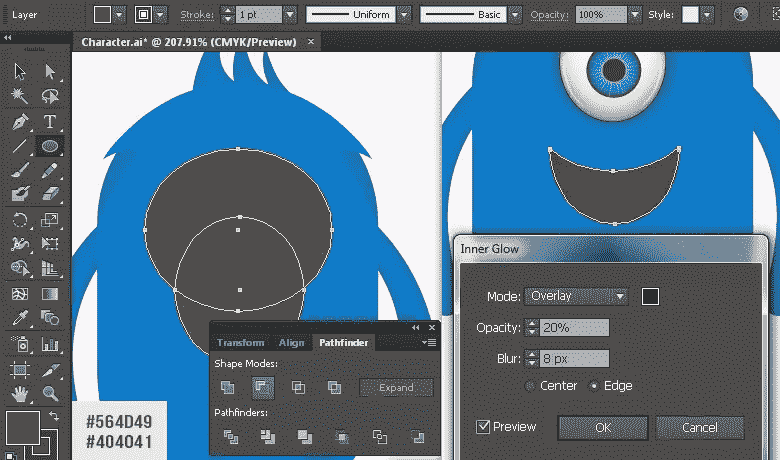 Layer Stroke: 1 pt Uniform Basic Opacity: 100% Style:
Character.ai* @ 207.91% (CMYK/Preview) ×
T
Inner Glow
Mode: Overlay
Opacity: 20%
Blur: 8 px
Center Edge
Preview OK Cancel
Transform Align Pathfinder
Shape Modes:
Expand
Pathfinders:
#564D49
#404041